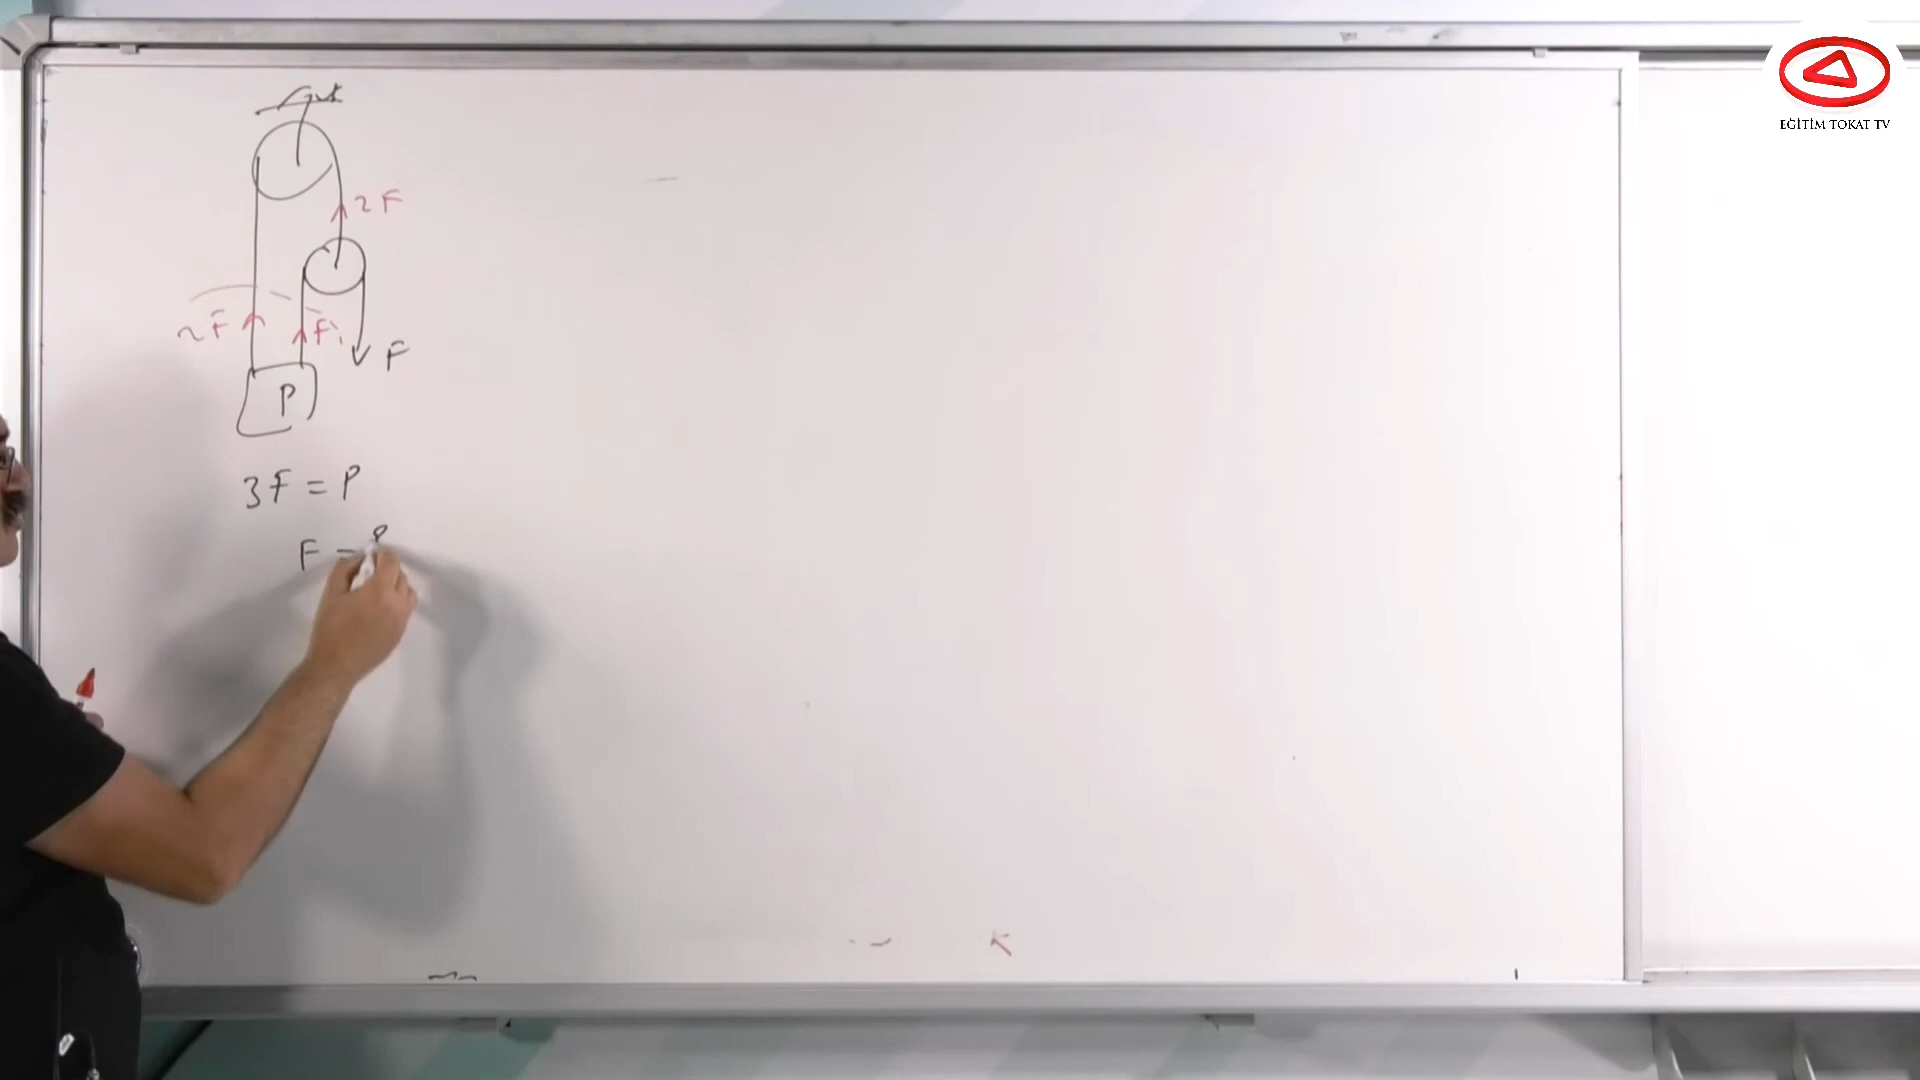 EĞİTİM TOKAT TV
2F
2F
F
F
P
3F = P
F =